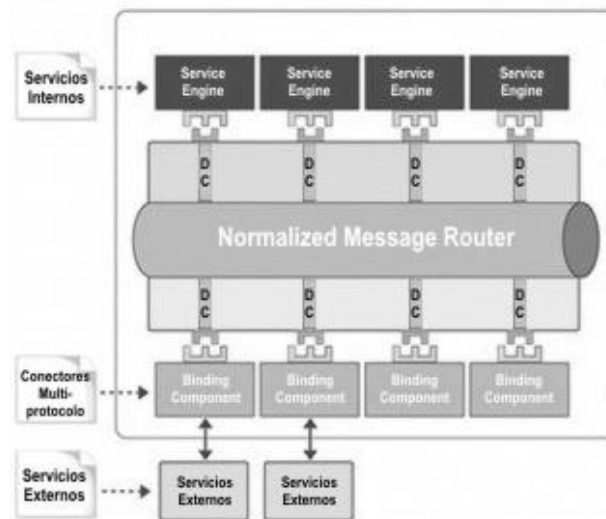 Servicios
Internos
Service
Engine
Service
Engine
Service
Engine
Service
Engine
D
C
D
C
D
C
D
C
Normalized Message Router
D
C
D
C
D
C
D
C
Conectores
Multi-
protocolo
Binding
Component
Binding
Component
Binding
Component
Binding
Component
Servicios
Externos
Servicios
Externos
Servicios
Externos